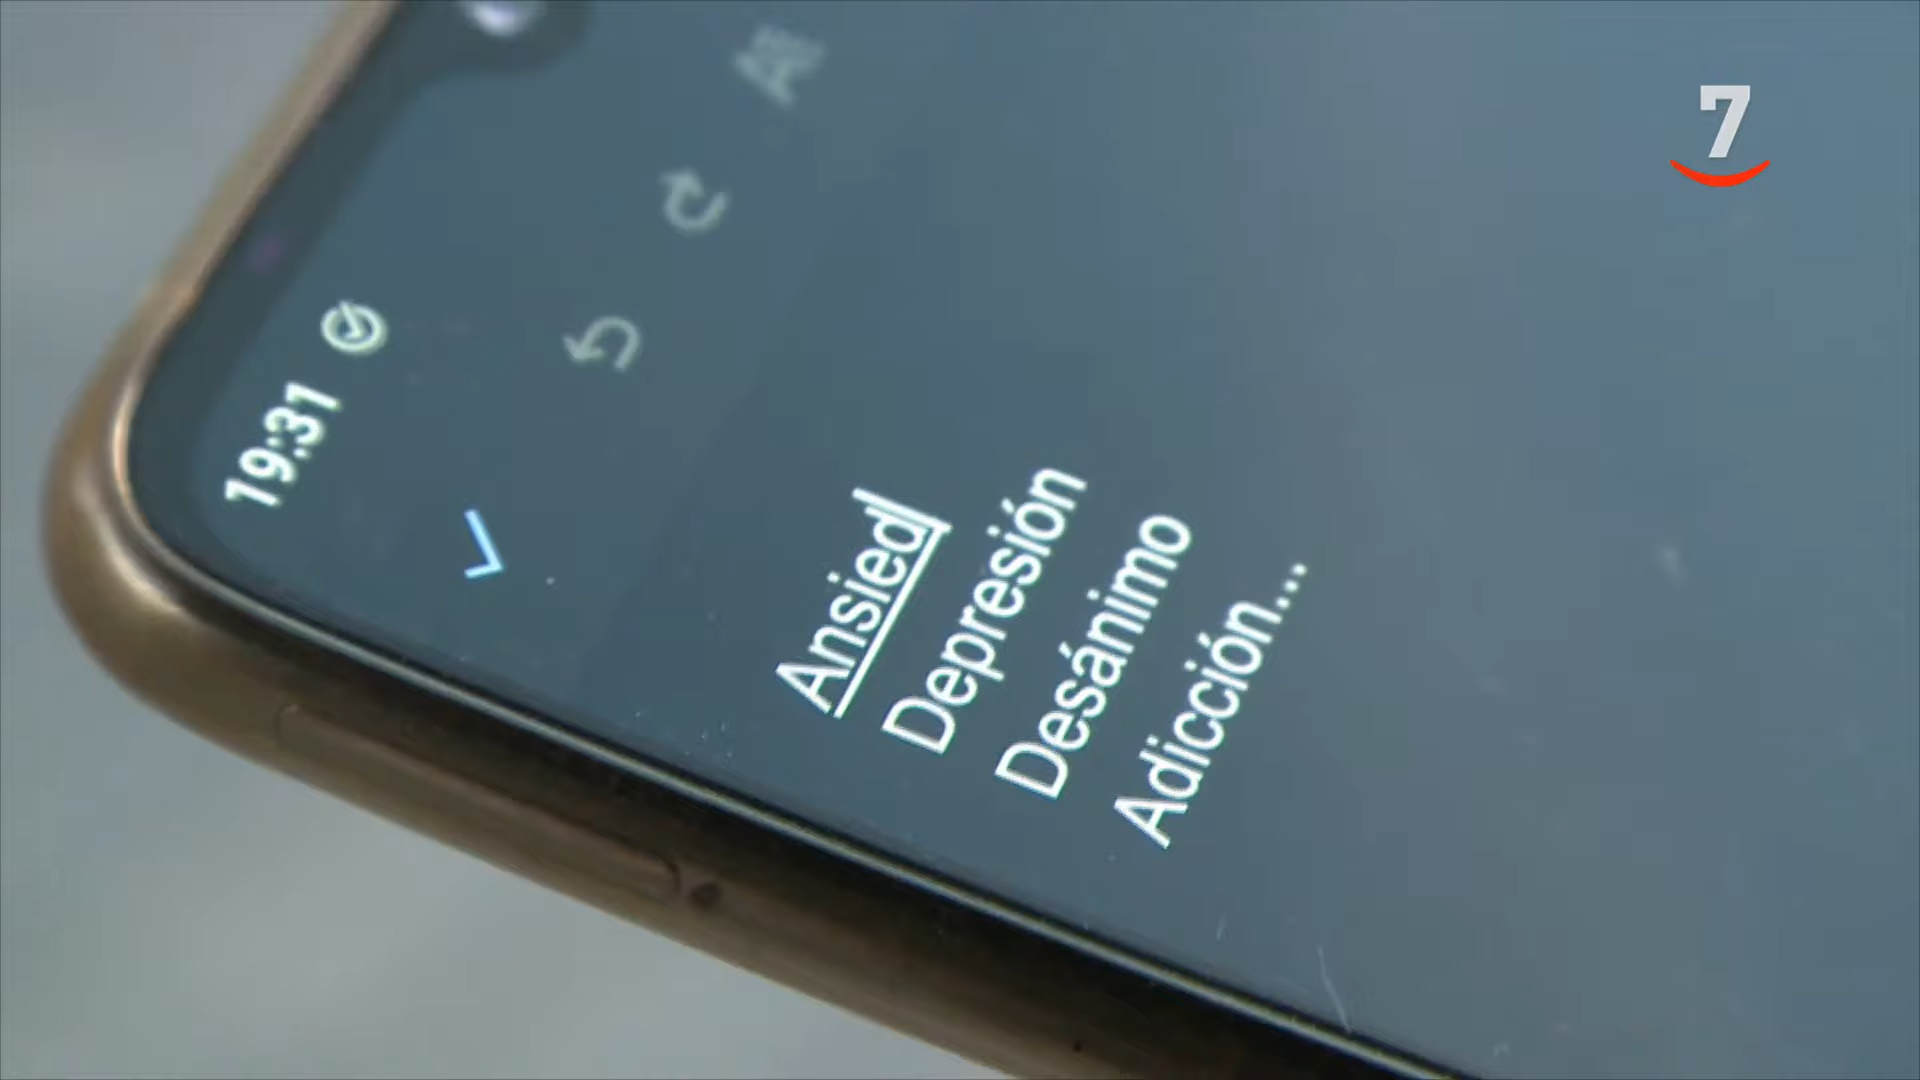 7
19:31
Ansied
Depresión
Desánimo
Adicción...